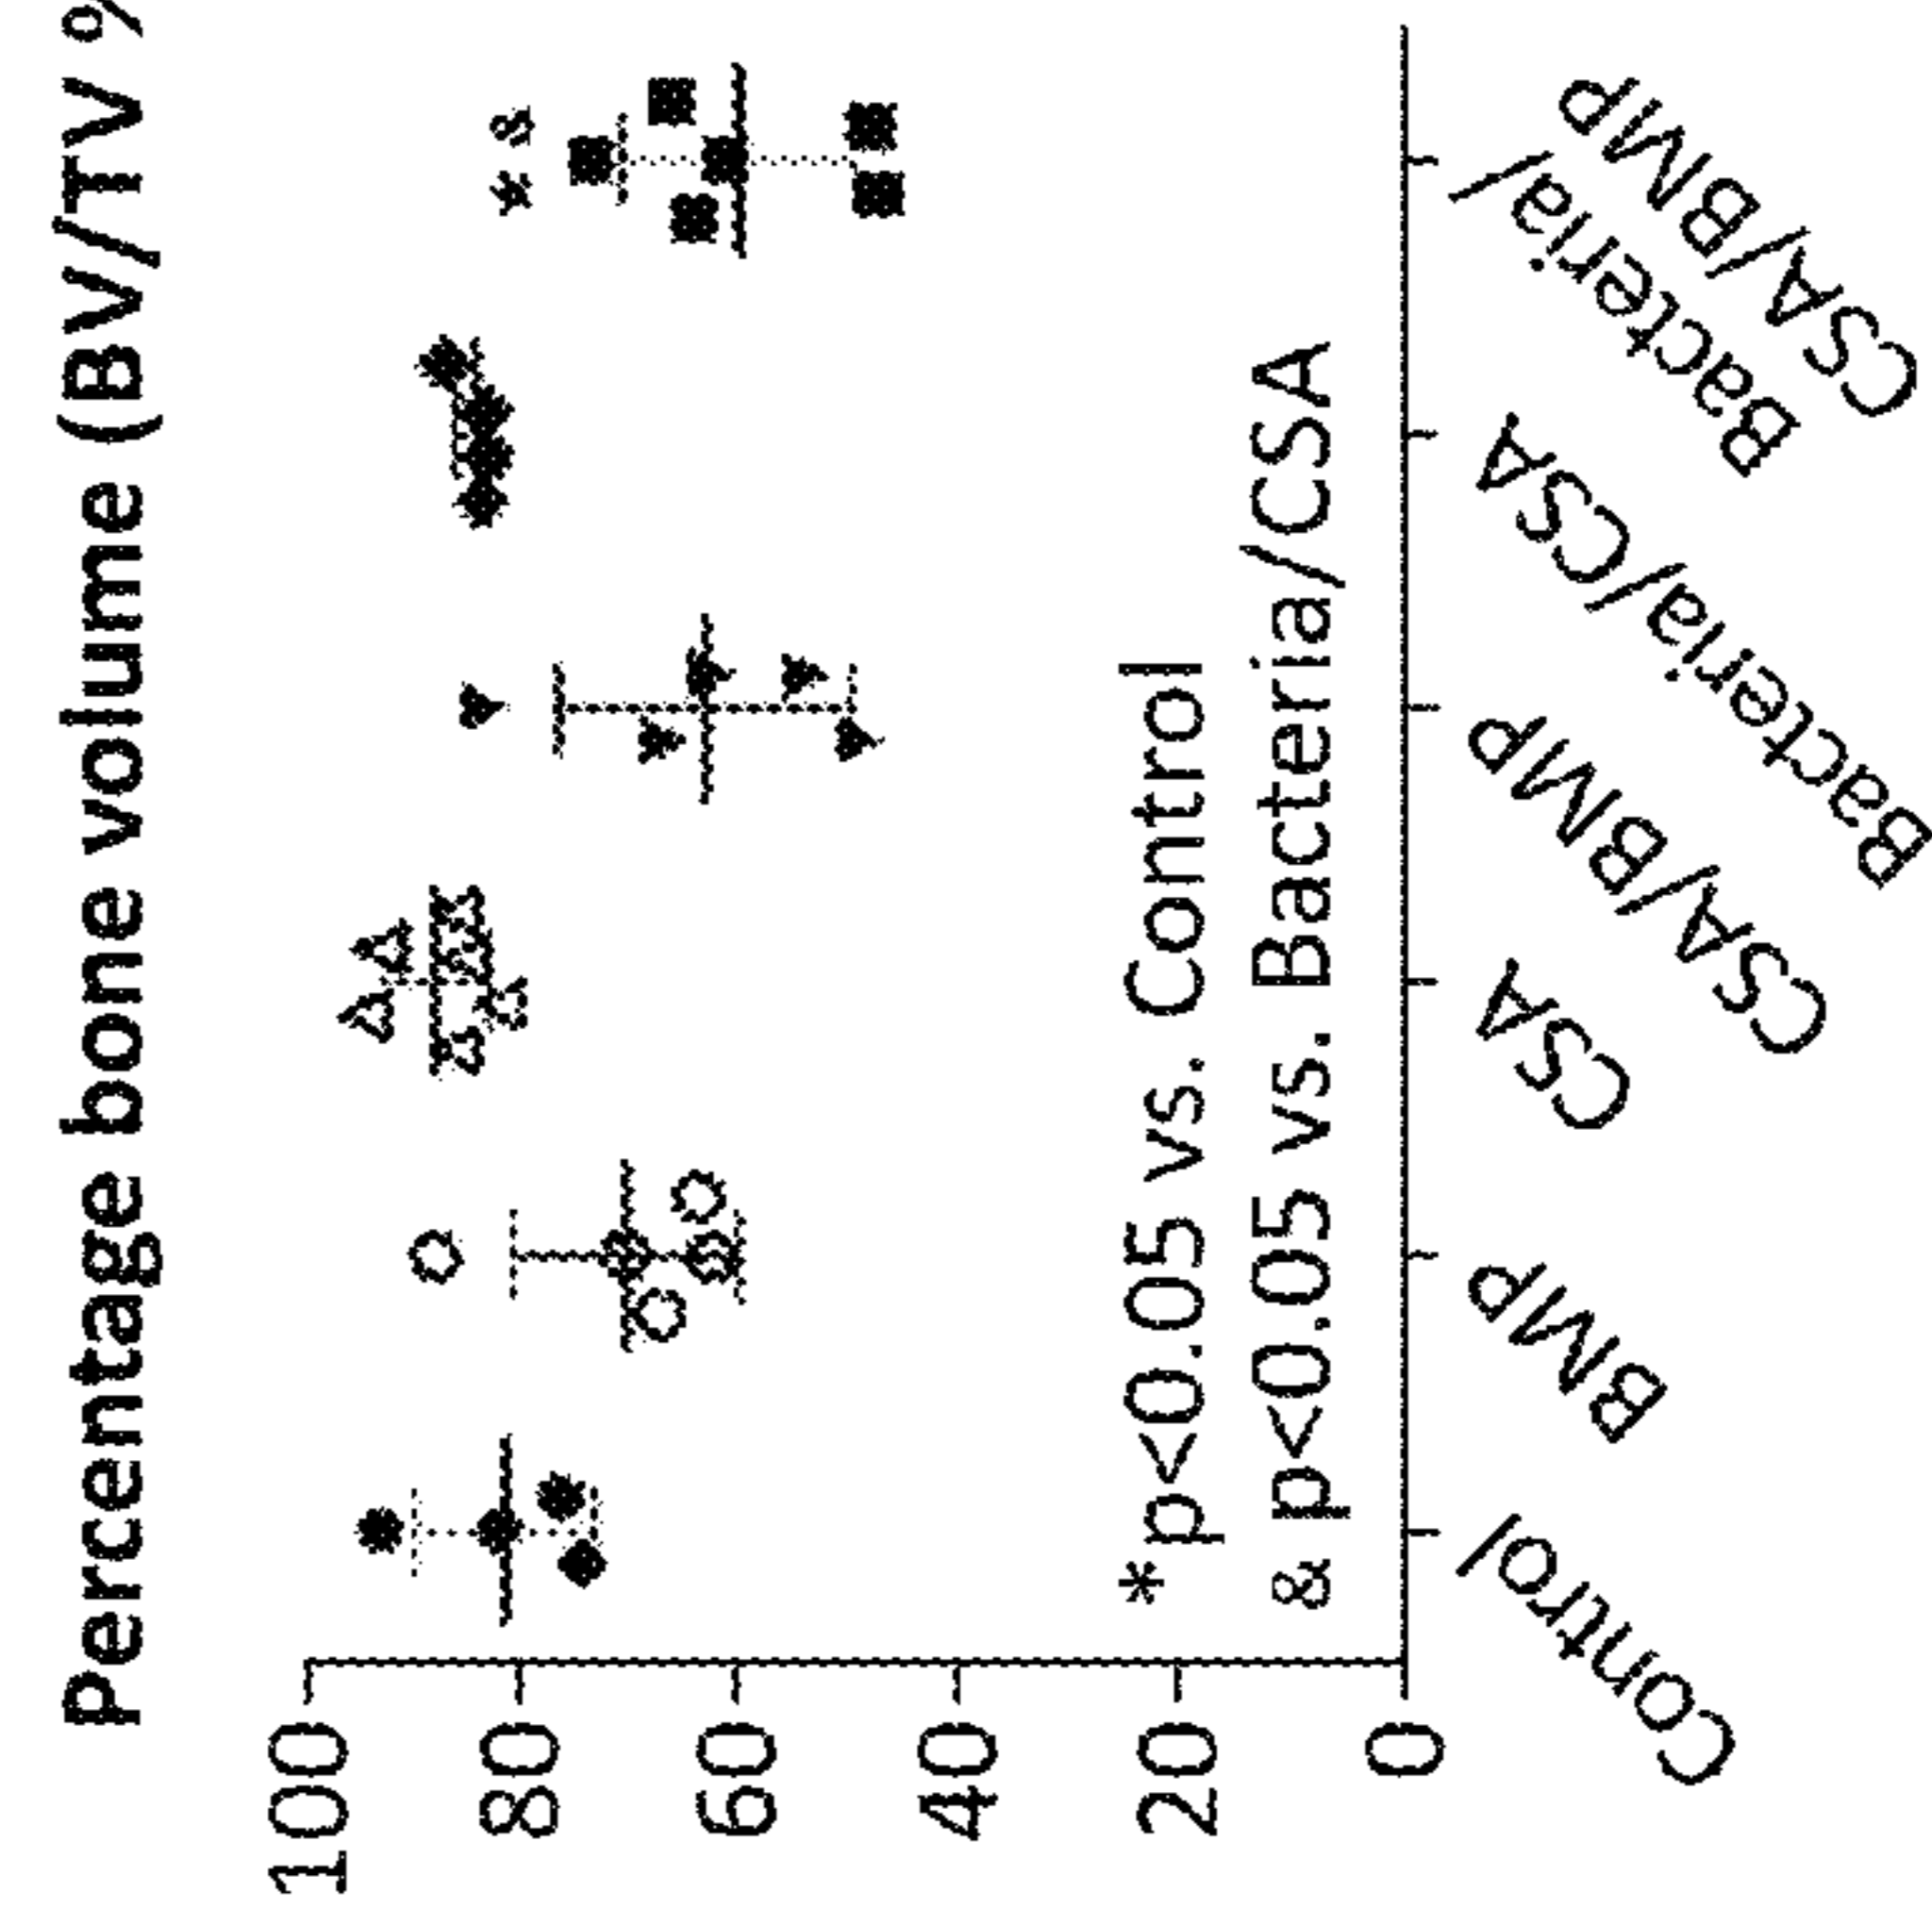 Percentage bone volume (BV/TV %
* &
100
80
60
40
20
0
*p<0.05 vs. Control
& p<0.05 vs. Bacteria/CSA
Control
BMP
CSA
CSA/BMP
Bacteria/CSA
Bacterial/
CSA/BMP